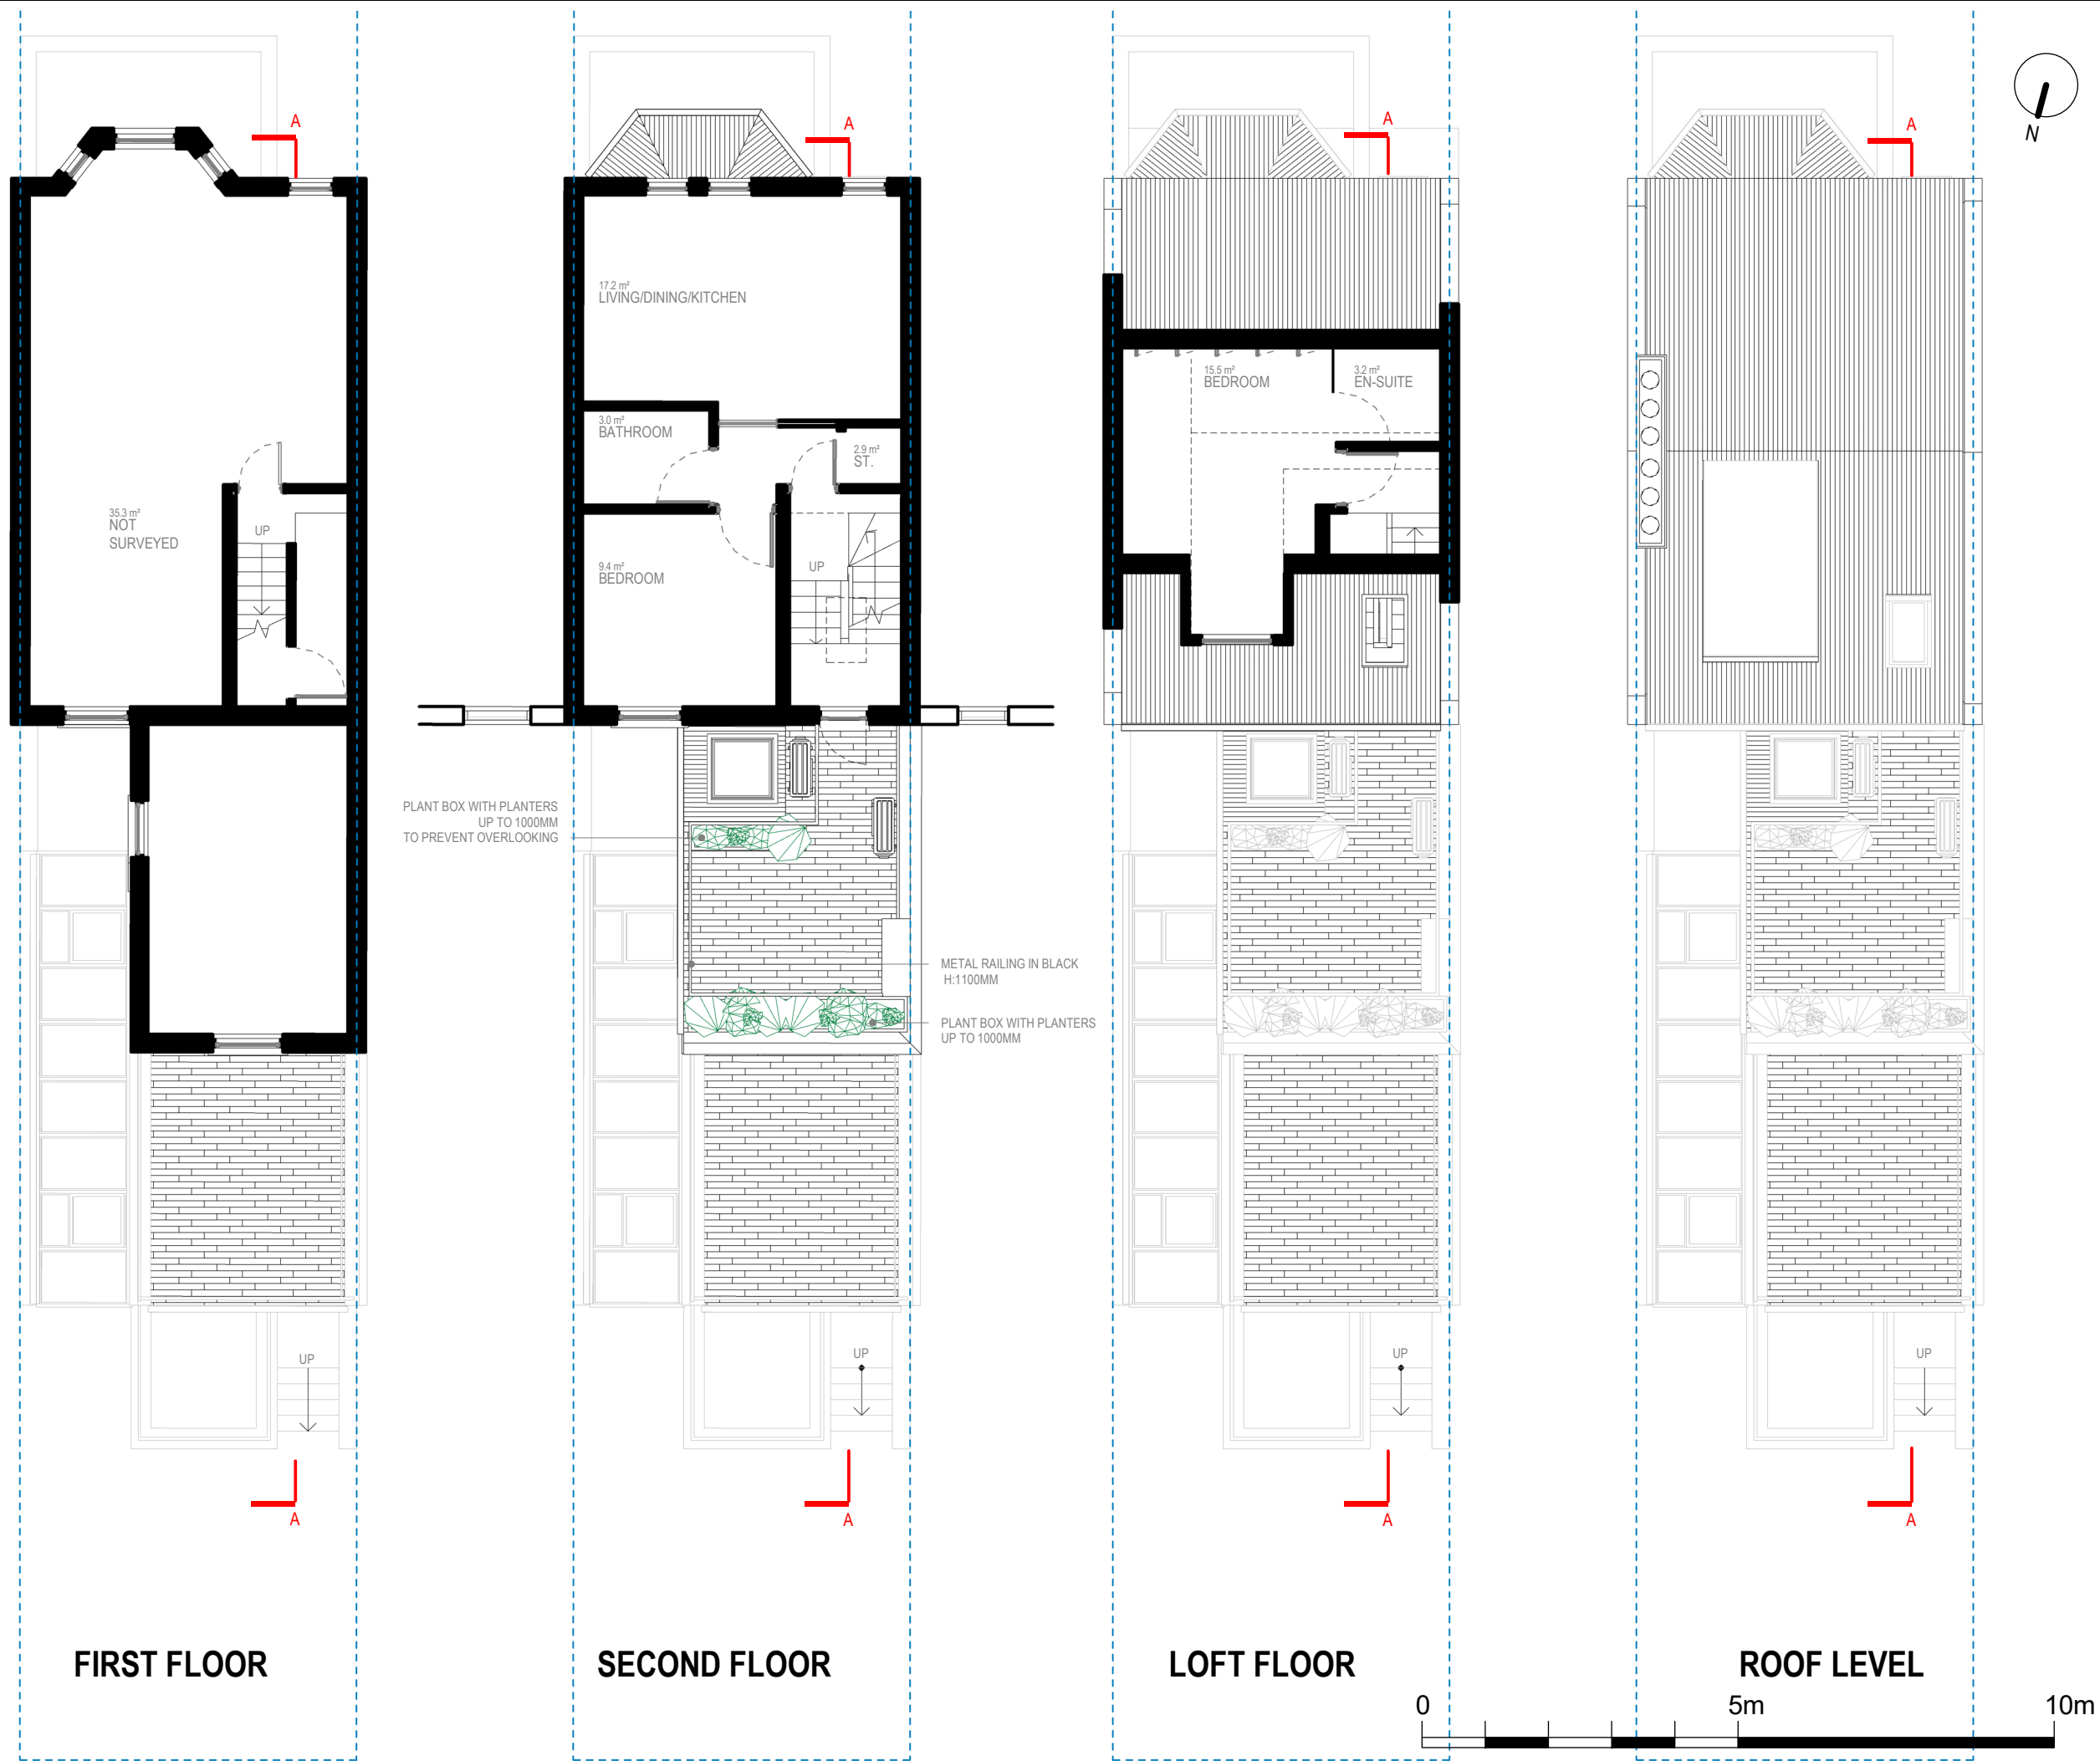 A
A
A
A
N
17.2 m²
LIVING/DINING/KITCHEN
3.0 m²
BATHROOM
2.9 m²
ST.
15.5 m²
BEDROOM
3.2 m²
EN-SUITE
35.3 m²
NOT
SURVEYED
UP
9.4 m²
BEDROOM
UP
PLANT BOX WITH PLANTERS
UP TO 1000MM
TO PREVENT OVERLOOKING
METAL RAILING IN BLACK
H:1100MM
PLANT BOX WITH PLANTERS
UP TO 1000MM
UP
UP
UP
UP
A
A
A
A
FIRST FLOOR
SECOND FLOOR
LOFT FLOOR
ROOF LEVEL
0
5m
10m